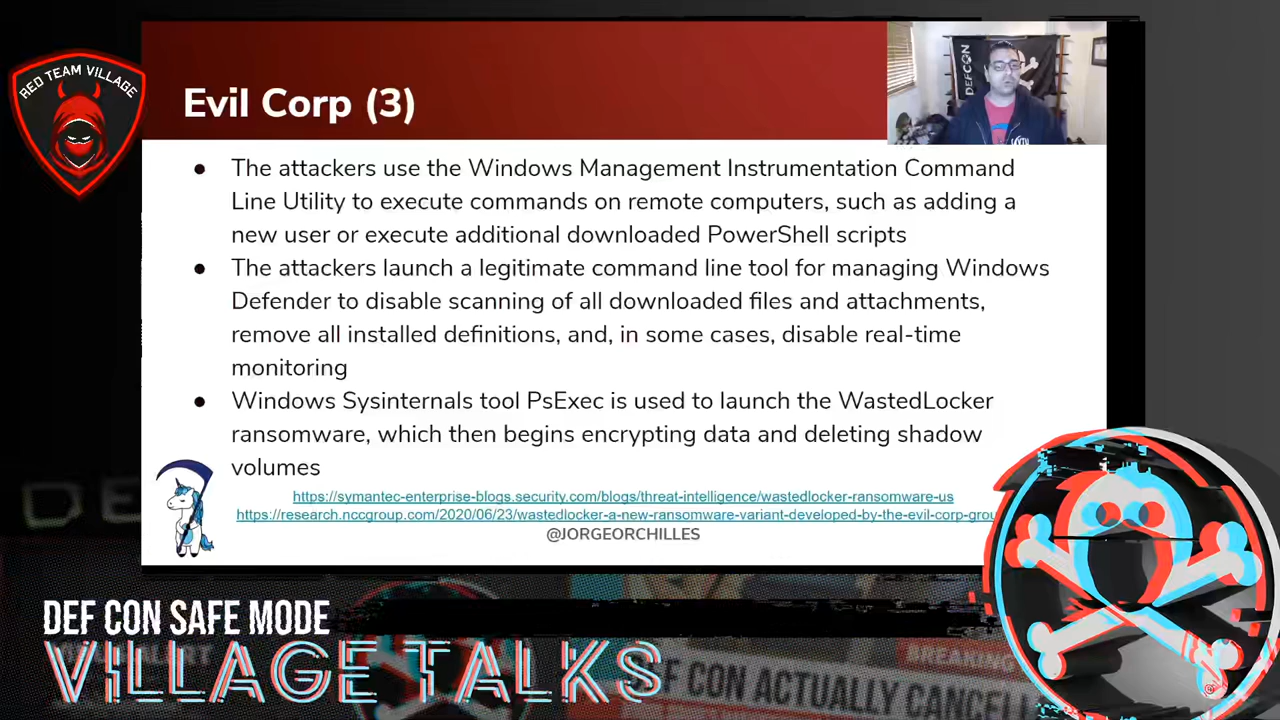 RED TEAM VILLAGE
DEFCON
Evil Corp (3)
● The attackers use the Windows Management Instrumentation Command
Line Utility to execute commands on remote computers, such as adding a
new user or execute additional downloaded PowerShell scripts
● The attackers launch a legitimate command line tool for managing Windows
Defender to disable scanning of all downloaded files and attachments,
remove all installed definitions, and, in some cases, disable real-time
monitoring
● Windows Sysinternals tool PsExec is used to launch the WastedLocker
ransomware, which then begins encrypting data and deleting shadow
volumes
https://symantec-enterprise-blogs.security.com/blogs/threat-intelligence/wastedlocker-ransomware-us
https://research.nccgroup.com/2020/06/23/wastedlocker-a-new-ransomware-variant-developed-by-the-evil-corp-grou
@JORGEORCHILLES
DEF CON SAFE MODE
VILLAGE TALKS
BREAKING
DEF CON ACTUALLY CANCELL